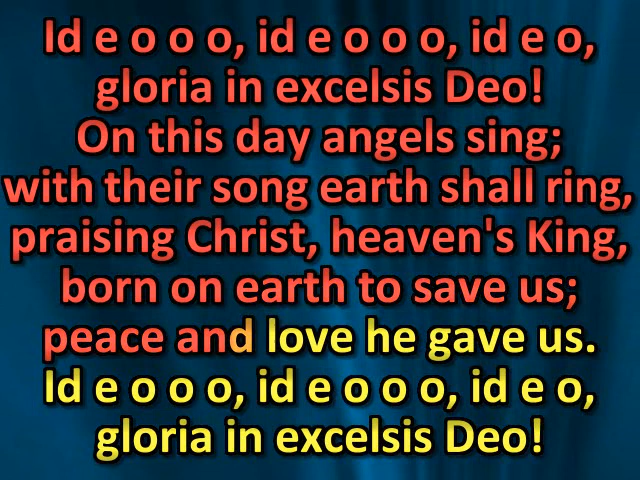 Id e o o o, id e o o o, id e o,
gloria in excelsis Deo!
On this day angels sing;
with their song earth shall ring,
praising Christ, heaven's King,
born on earth to save us;
peace and love he gave us.
Id e o o o, id e o o o, id e o,
gloria in excelsis Deo!